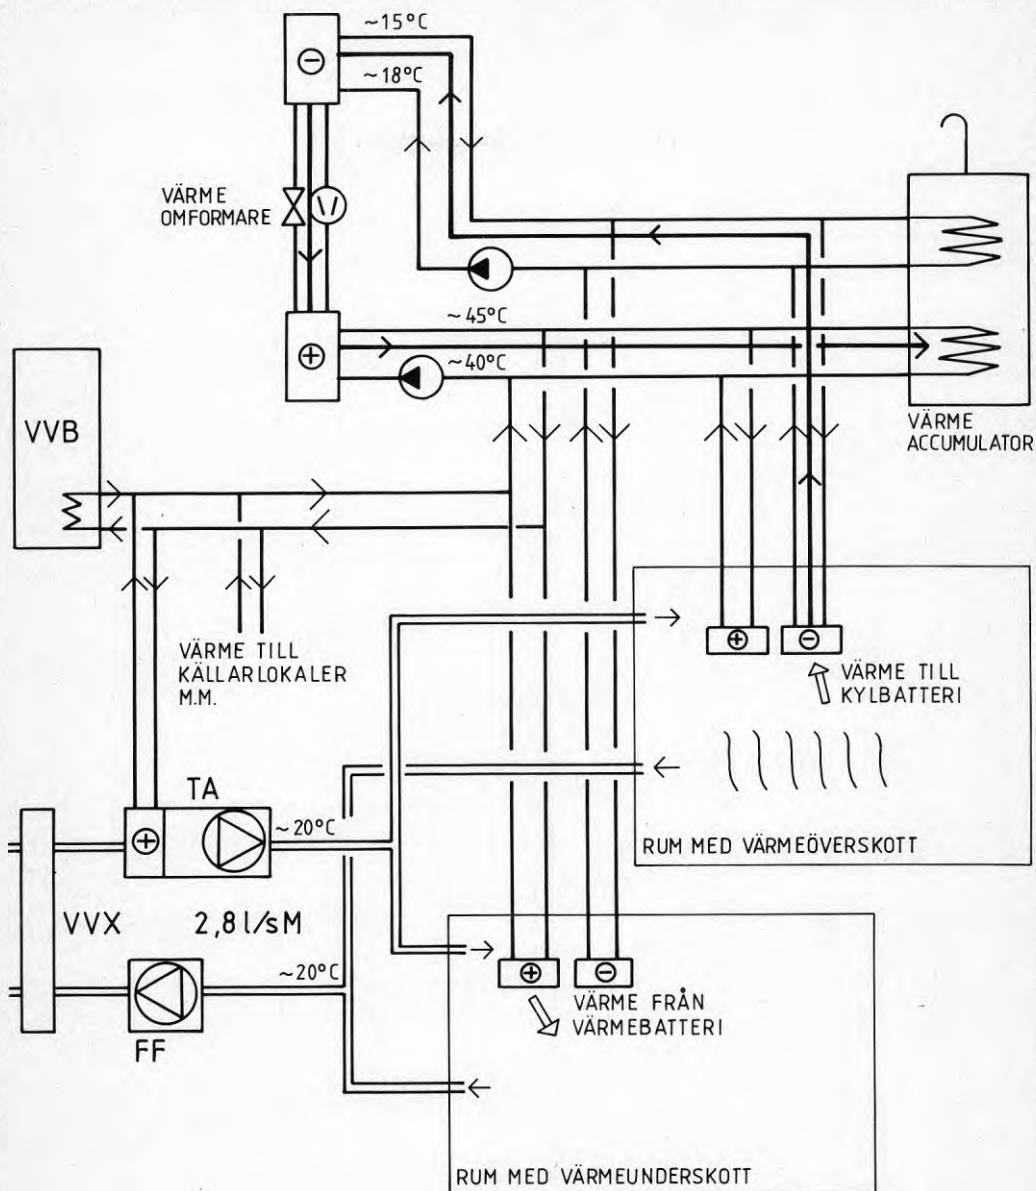 ~15°C
~18°C
VÄRME
OMFORMARE
~45°C
~40°C
VÄRME
ACCUMULATOR
VVB
VÄRME TILL
KÄLLARLOKALER
M.M.
VÄRME TILL
KYLBATTERI
TA
~20°C
RUM MED VÄRMEÖVERSKOTT
VVX
2,8 l/sM
~20°C
FF
VÄRME FRÅN
VÄRMEBATTERI
RUM MED VÄRMEUNDERSKOTT